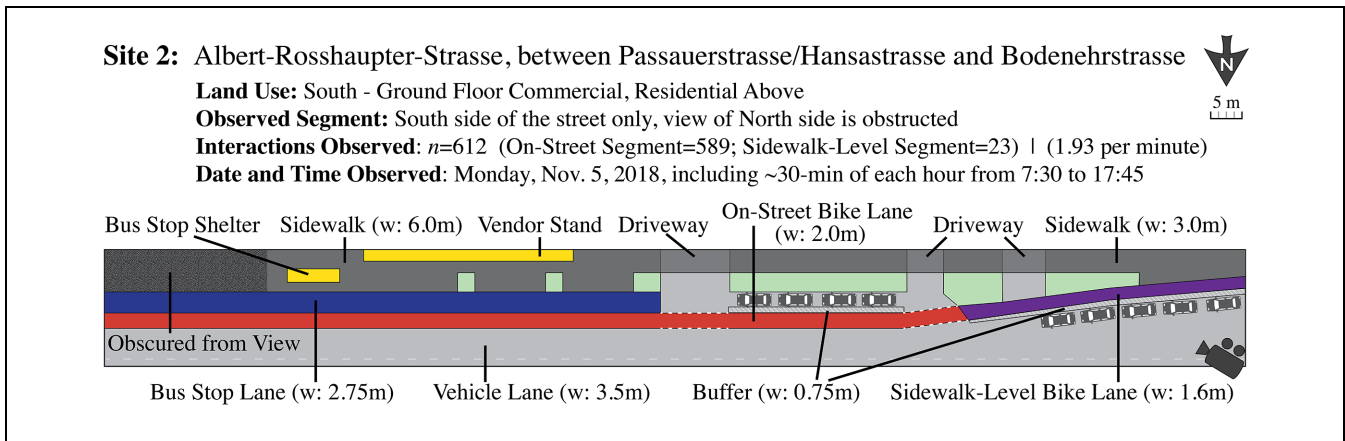 Site 2: Albert-Rosshaupter-Strasse, between Passauerstrasse/Hansastrasse and Bodenehrstrasse
N
Land Use: South - Ground Floor Commercial, Residential Above
5 m
Observed Segment: South side of the street only, view of North side is obstructed
Interactions Observed: n=612 (On-Street Segment=589; Sidewalk-Level Segment=23) | (1.93 per minute)
Date and Time Observed: Monday, Nov. 5, 2018, including ~30-min of each hour from 7:30 to 17:45
Bus Stop Shelter
Sidewalk (w: 6.0m)
Vendor Stand
Driveway
On-Street Bike Lane
(w: 2.0m)
Driveway
Sidewalk (w: 3.0m)
Obscured from View
Bus Stop Lane (w: 2.75m)
Vehicle Lane (w: 3.5m)
Buffer (w: 0.75m)
Sidewalk-Level Bike Lane (w: 1.6m)